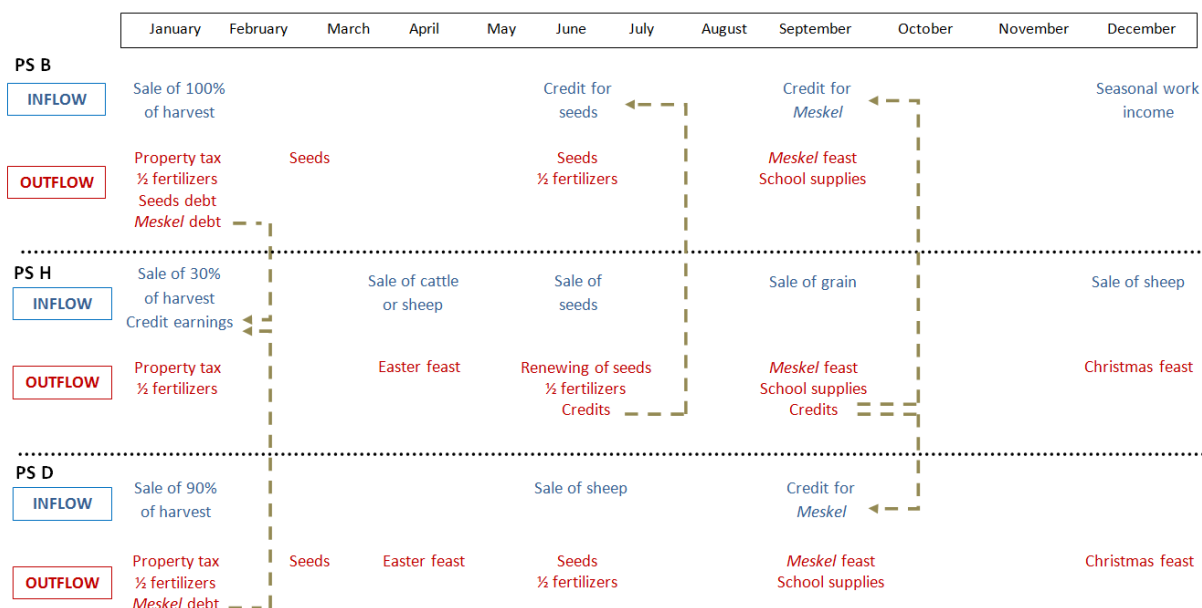 January February March April May June July August September October November December
PS B
INFLOW
Sale of 100%
of harvest
Credit for
seeds
Credit for
Meskel
Seasonal work
income
OUTFLOW
Property tax
½ fertilizers
Seeds debt
Meskel debt
Seeds
Seeds
½ fertilizers
Meskel feast
School supplies
PS H
INFLOW
Sale of 30%
of harvest
Credit earnings
Sale of cattle
or sheep
Sale of
seeds
Sale of grain
Sale of sheep
OUTFLOW
Property tax
½ fertilizers
Easter feast
Renewing of seeds
½ fertilizers
Credits
Meskel feast
School supplies
Credits
Christmas feast
PS D
INFLOW
Sale of 90%
of harvest
Sale of sheep
Credit for
Meskel
OUTFLOW
Property tax
½ fertilizers
Meskel debt
Seeds
Easter feast
Seeds
½ fertilizers
Meskel feast
School supplies
Christmas feast